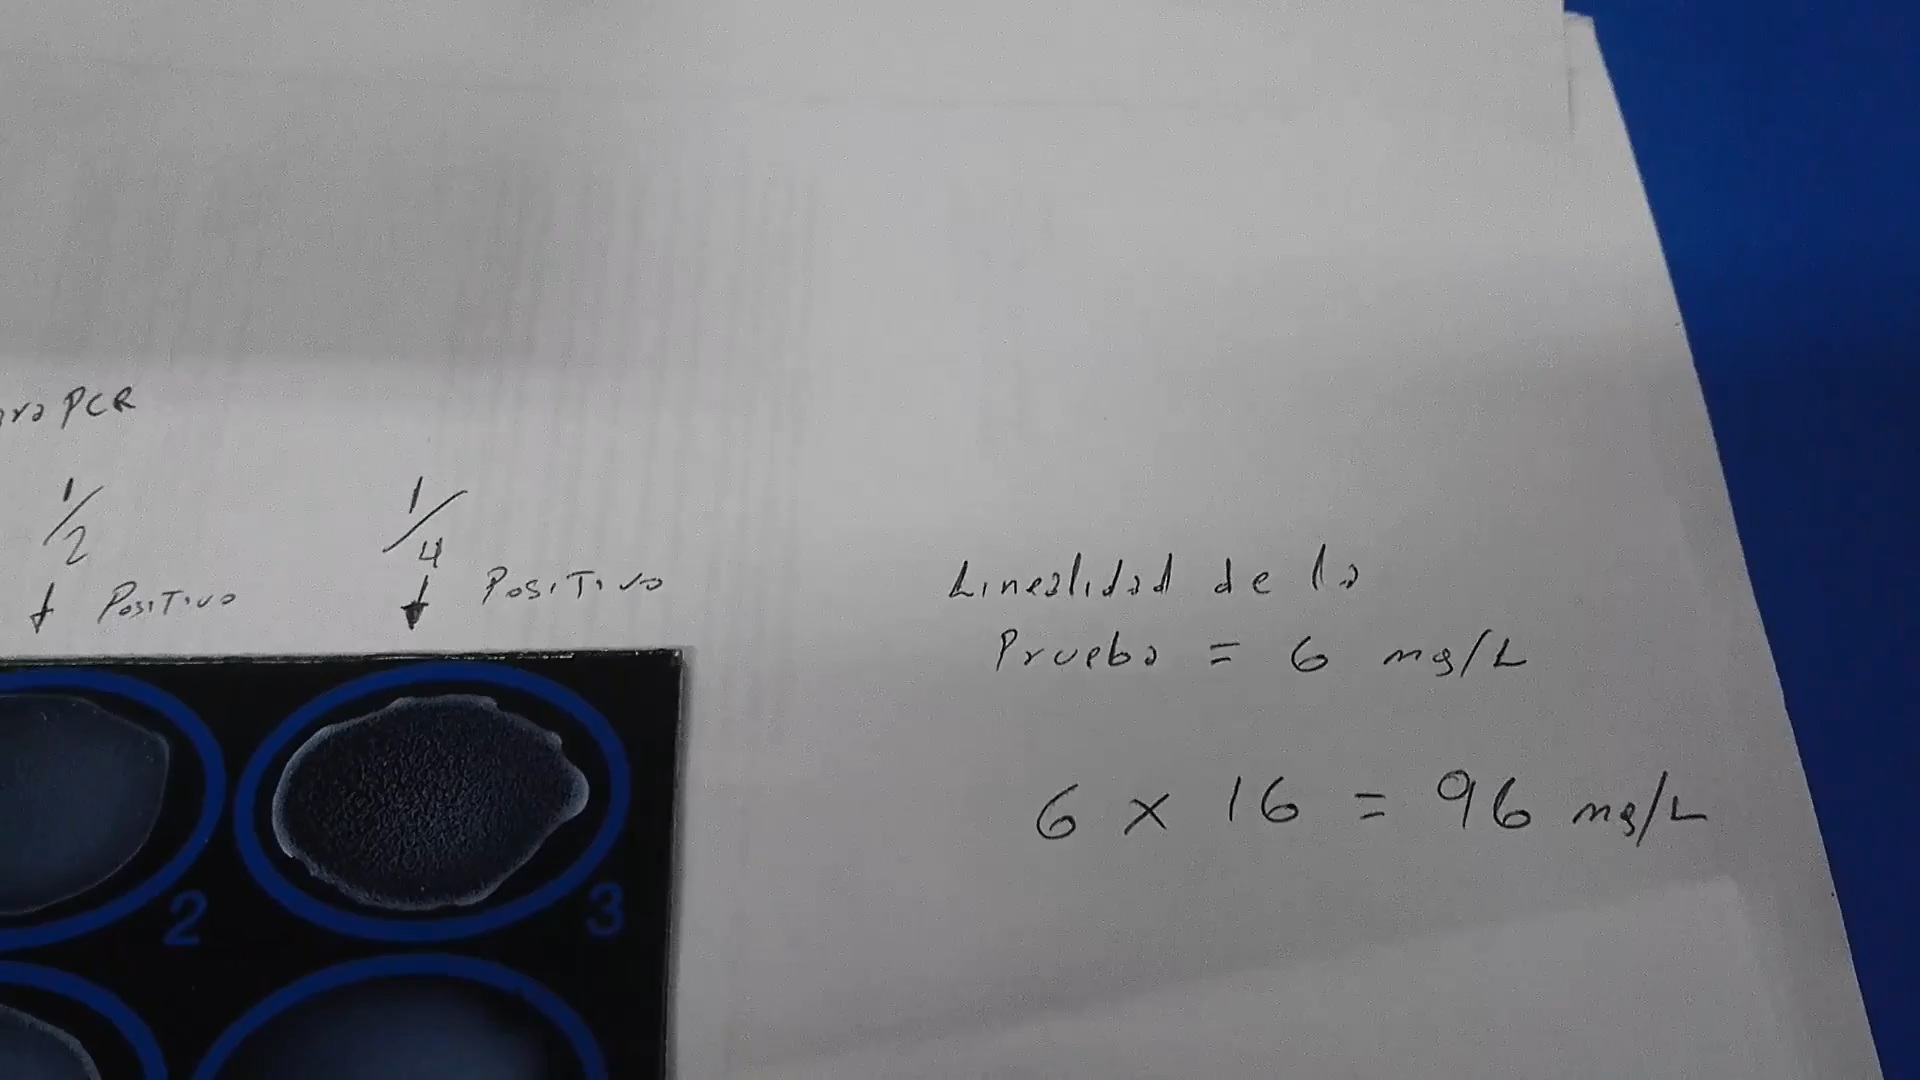 PCR
1/2
1/4
Positivo
Positivo
Linealidad de la
Prueba = 6 mg/L
6 x 16 = 96 mg/L
2
3